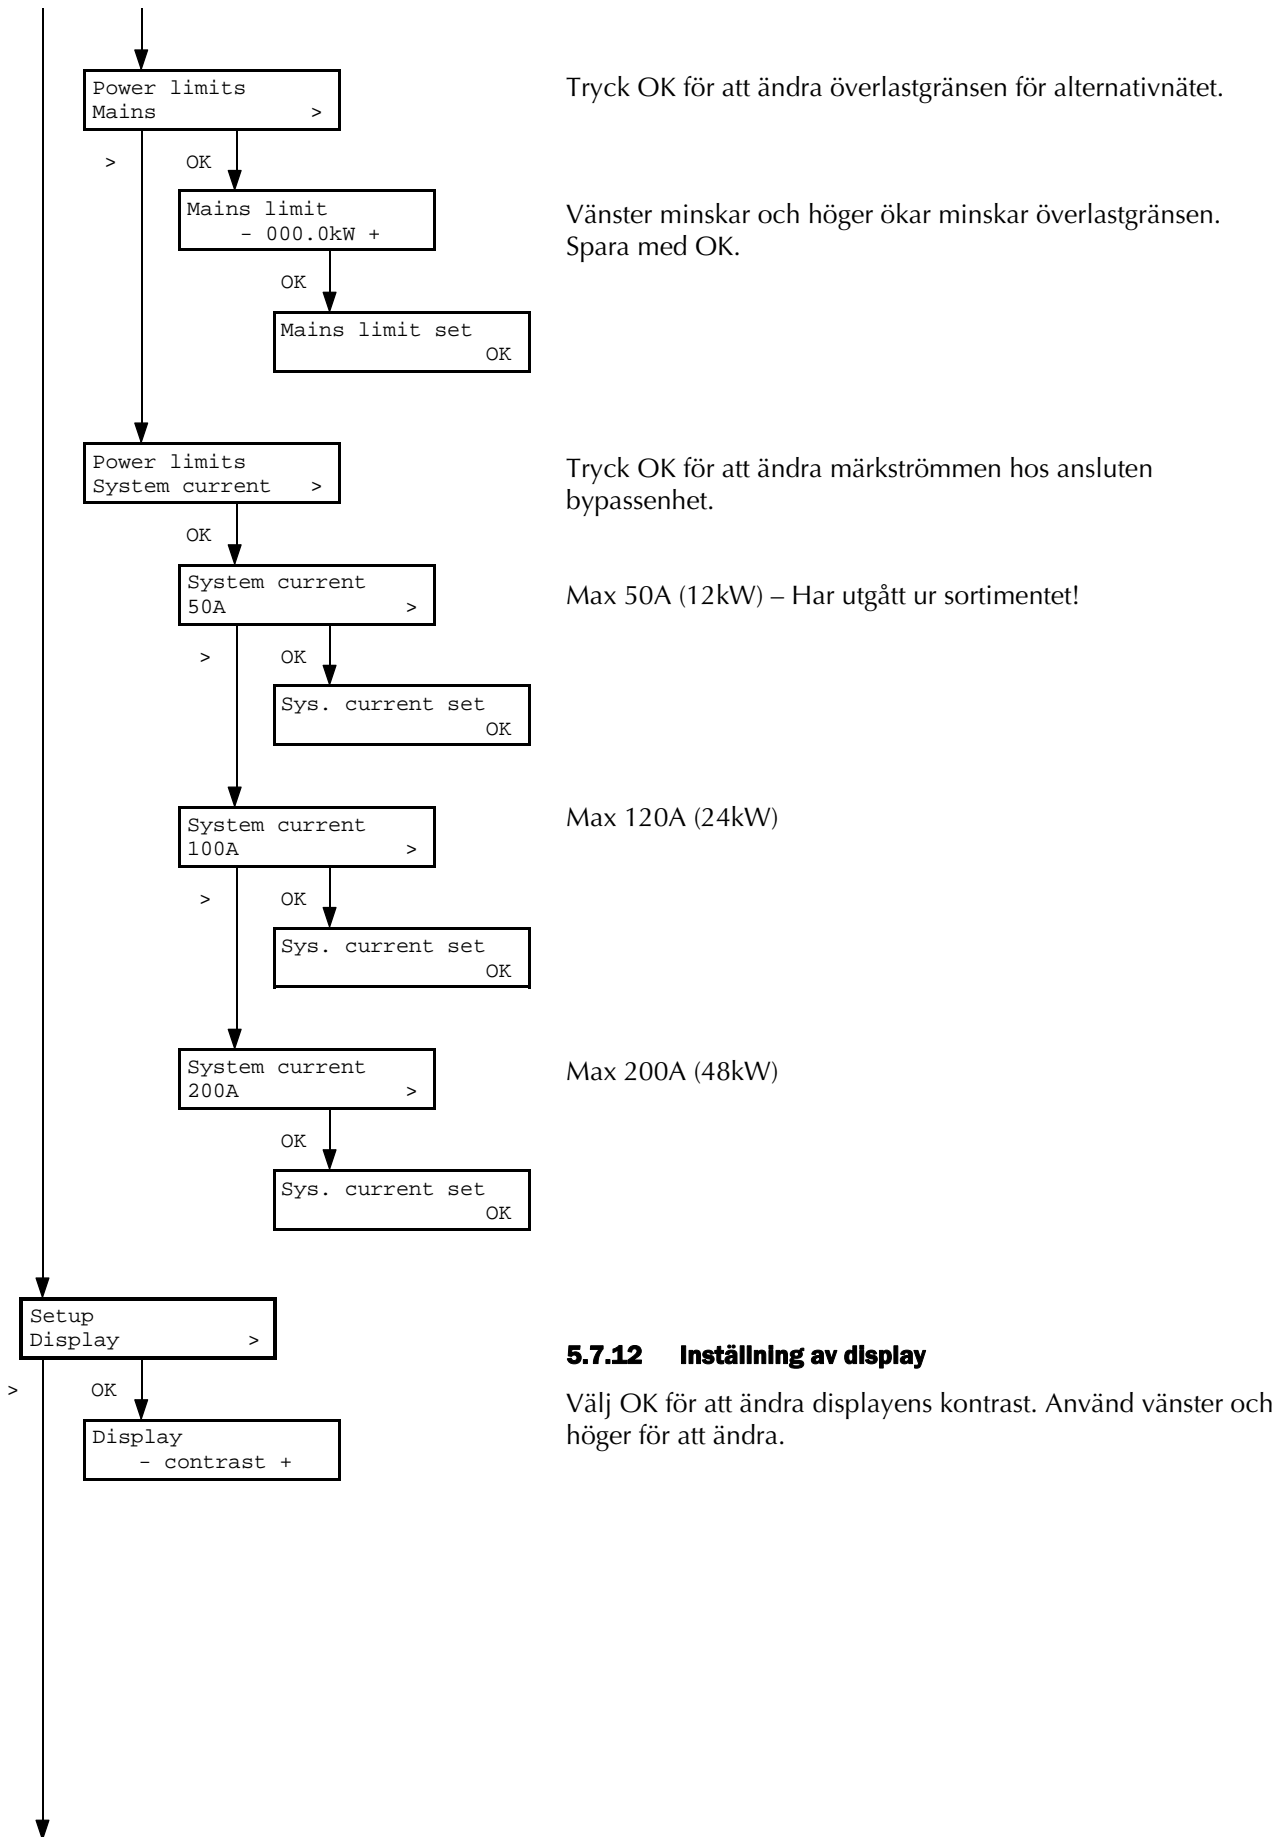 Power limits
Mains >
Tryck OK för att ändra överlastgränsen för alternativnätet.
> OK
Mains limit
- 000.0kW +
Vänster minskar och höger ökar minskar överlastgränsen.
Spara med OK.
OK
Mains limit set
OK
Power limits
System current >
Tryck OK för att ändra märkströmmen hos ansluten
bypassenhet.
OK
System current
50A >
Max 50A (12kW) – Har utgått ur sortimentet!
> OK
Sys. current set
OK
System current
100A >
Max 120A (24kW)
> OK
Sys. current set
OK
System current
200A >
Max 200A (48kW)
OK
Sys. current set
OK
Setup
Display >
5.7.12 Inställning av display
> OK
Välj OK för att ändra displayens kontrast. Använd vänster och
höger för att ändra.
Display
- contrast +